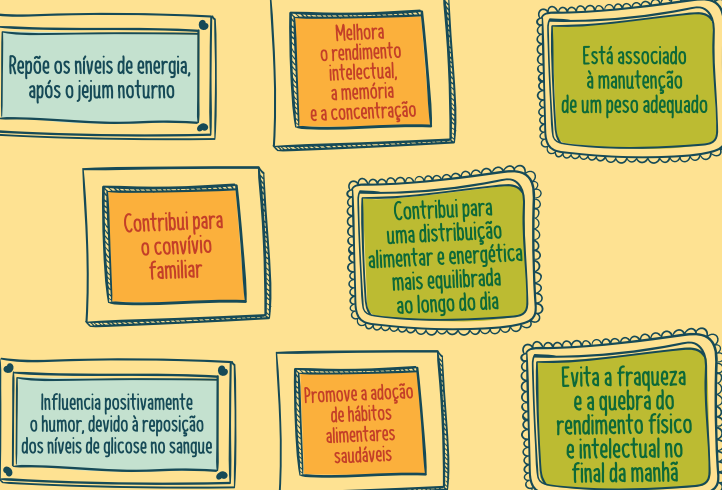 Repõe os níveis de energia,
após o jejum noturno
Melhora
o rendimento
intelectual,
a memória
e a concentração
Está associado
à manutenção
de um peso adequado
Contribui para
o convívio
familiar
Contribui para
uma distribuição
alimentar e energética
mais equilibrada
ao longo do dia
Influencia positivamente
o humor, devido à reposição
dos níveis de glicose no sangue
Promove a adoção
de hábitos
alimentares
saudáveis
Evita a fraqueza
e a quebra do
rendimento físico
e intelectual no
final da manhã